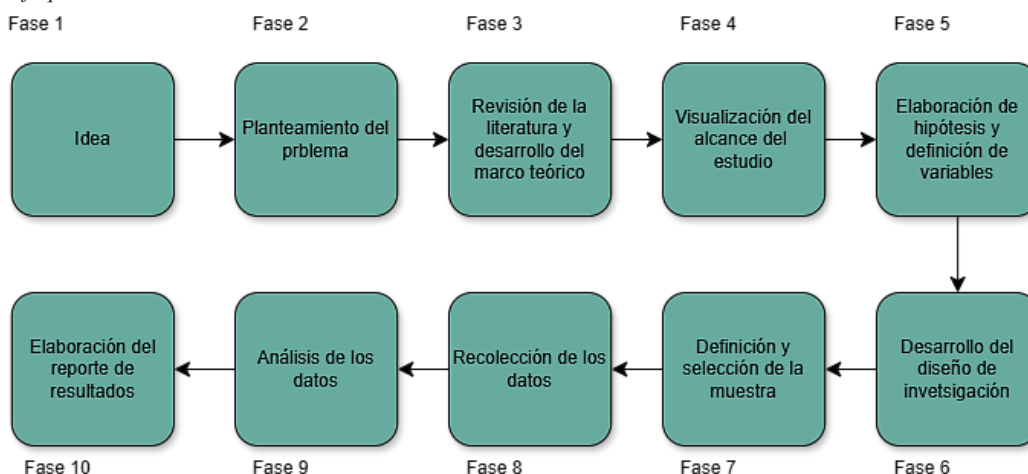 Fase 1
Fase 2
Fase 3
Fase 4
Fase 5
Idea
Planteamiento del
prblema
Revisión de la
literatura y
desarrollo del
marco teórico
Visualización del
alcance del
estudio
Elaboración de
hipótesis y
definición de
variables
Desarrollo del
diseño de
invetsigación
Definición y
selección de la
muestra
Recolección de los
datos
Análisis de los
datos
Elaboración del
reporte de
resultados
Fase 10
Fase 9
Fase 8
Fase 7
Fase 6